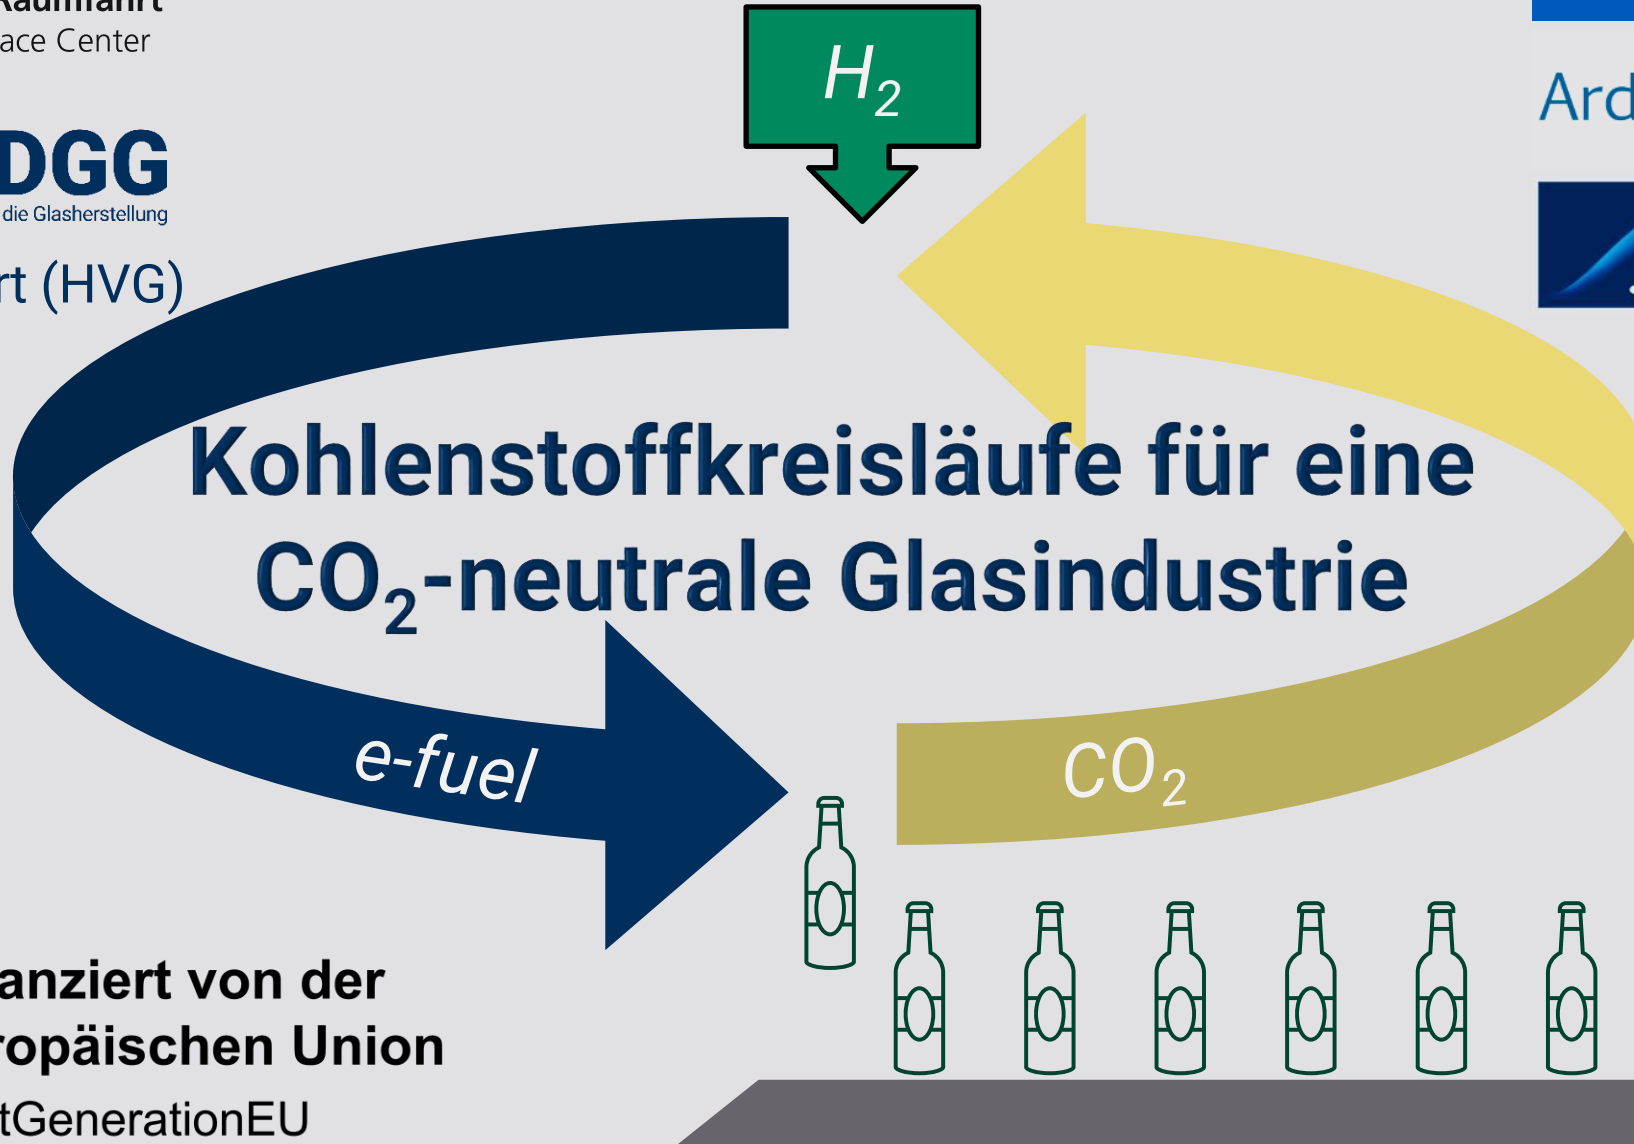 Raumfahrt
ace Center
DGG
die Glasherstellung
rt (HVG)
H₂
Ard
Kohlenstoffkreisläufe für eine
CO₂-neutrale Glasindustrie
e-fuel
CO₂
anziert von der
ropäischen Union
tGenerationEU